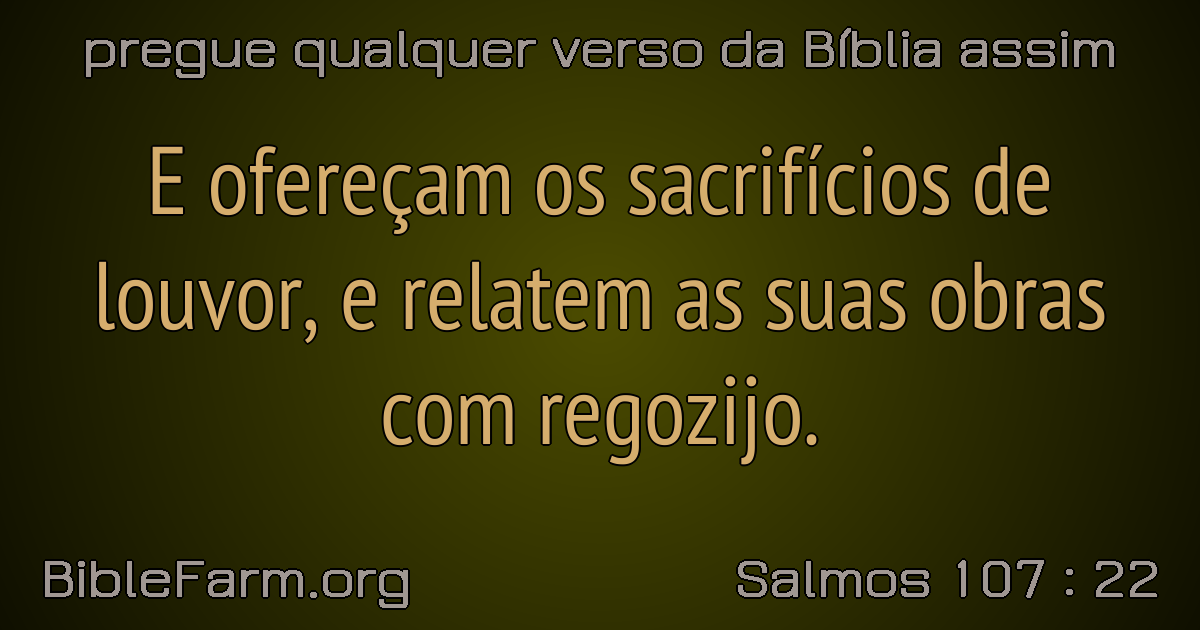 pregue qualquer verso da Bíblia assim
E ofereçam os sacrifícios de
louvor, e relatem as suas obras
com regozijo.
BibleFarm.org
Salmos 107 : 22